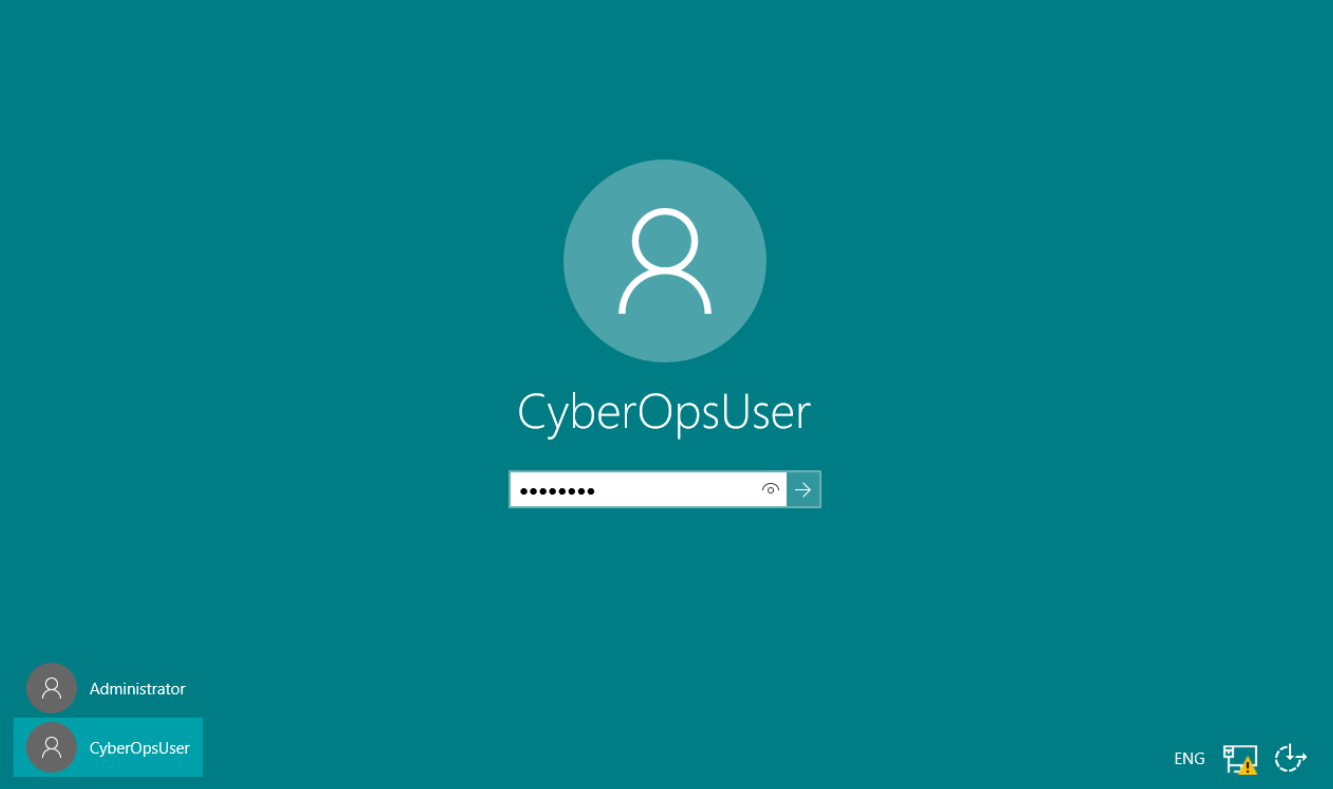 CyberOpsUser
••••••••
Administrator
CyberOpsUser
ENG